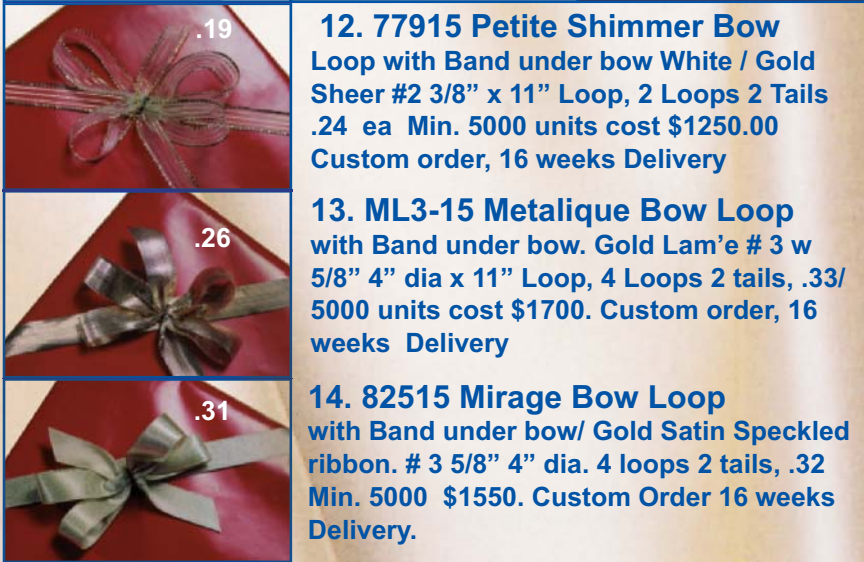 .19
12. 77915 Petite Shimmer Bow
Loop with Band under bow White / Gold
Sheer #2 3/8” x 11” Loop, 2 Loops 2 Tails
.24 ea Min. 5000 units cost $1250.00
Custom order, 16 weeks Delivery
.26
13. ML3-15 Metalique Bow Loop
with Band under bow. Gold Lam’e # 3 w
5/8” 4” dia x 11” Loop, 4 Loops 2 tails, .33/
5000 units cost $1700. Custom order, 16
weeks Delivery
.31
14. 82515 Mirage Bow Loop
with Band under bow/ Gold Satin Speckled
ribbon. # 3 5/8” 4” dia. 4 loops 2 tails, .32
Min. 5000 $1550. Custom Order 16 weeks
Delivery.